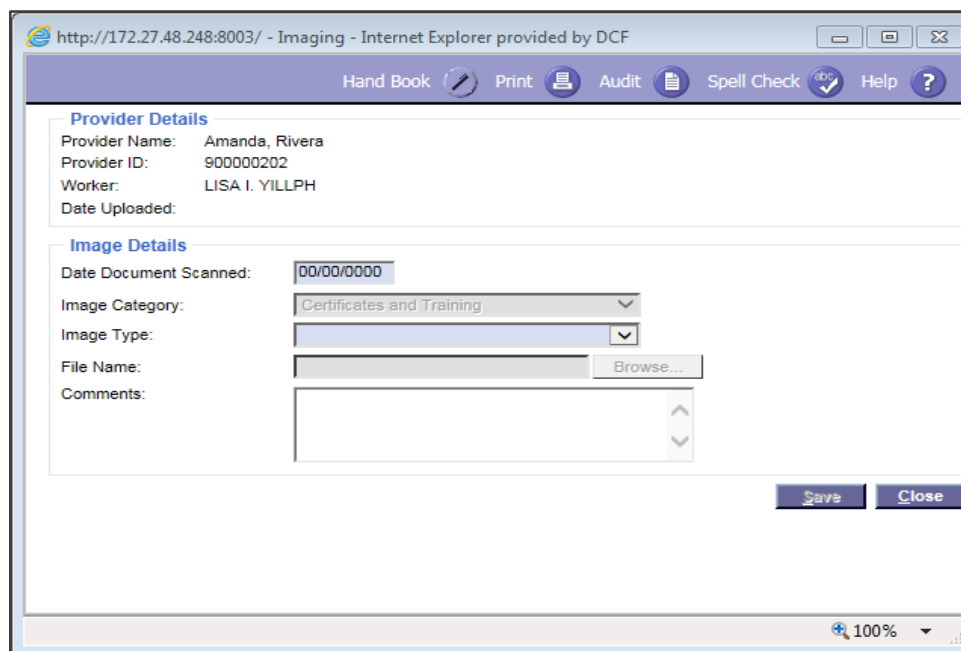 http://172.27.48.248:8003/ - Imaging - Internet Explorer provided by DCF
Hand Book Print Audit abc Spell Check Help ?
Provider Details
Provider Name: Amanda, Rivera
Provider ID: 900000202
Worker: LISA I. YILLPH
Date Uploaded:
Image Details
Date Document Scanned: 00/00/0000
Image Category: Certificates and Training
Image Type:
File Name: Browse...
Comments:
Save Close
100%